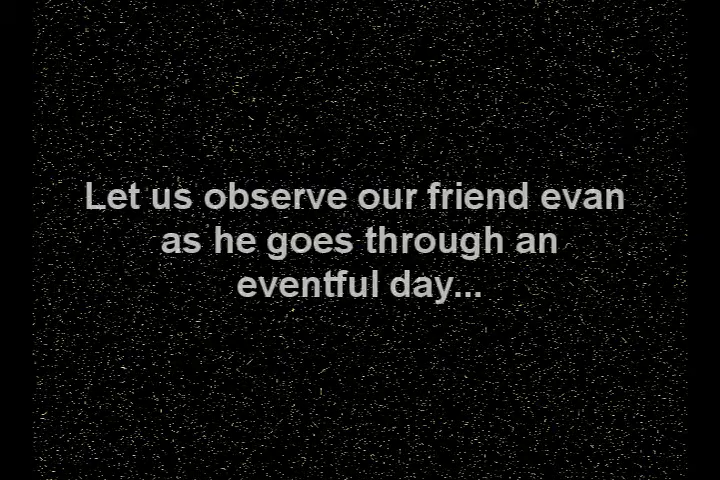 Let us observe our friend evan
as he goes through an
eventful day...